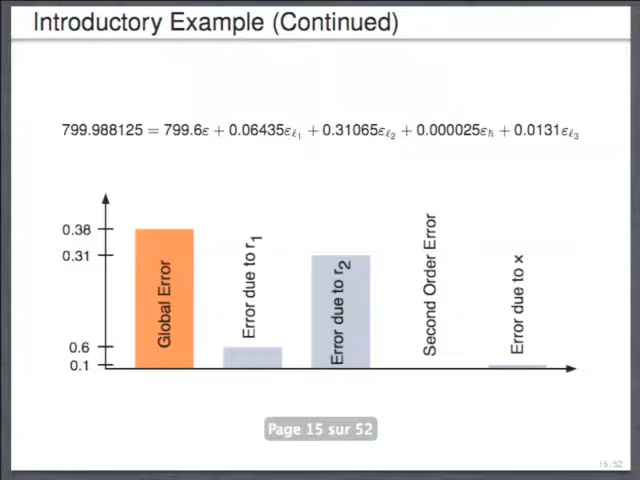 Introductory Example (Continued)
799.988125 = 799.6ε + 0.06435εℓ₁ + 0.31065εℓ₂ + 0.000025εℏ + 0.0131εℓ₃
0.38
0.31
0.6
0.1
Global Error
Error due to r₁
Error due to r₂
Second Order Error
Error due to x
Page 15 sur 52
15/52